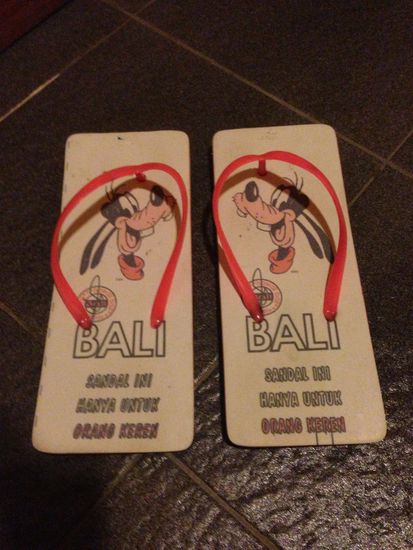 BALI
SANDAL INI
HANYA UNTUK
ORANG KEREN
BALI
SANDAL INI
HANYA UNTUK
ORANG KEREN